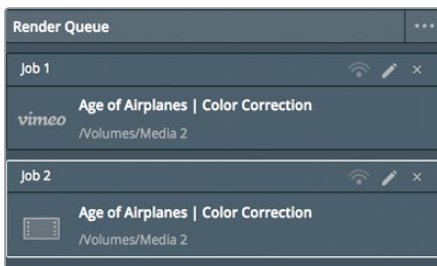 Render Queue
Job 1
vimeo
Age of Airplanes | Color Correction
/Volumes/Media 2
Job 2
Age of Airplanes | Color Correction
/Volumes/Media 2